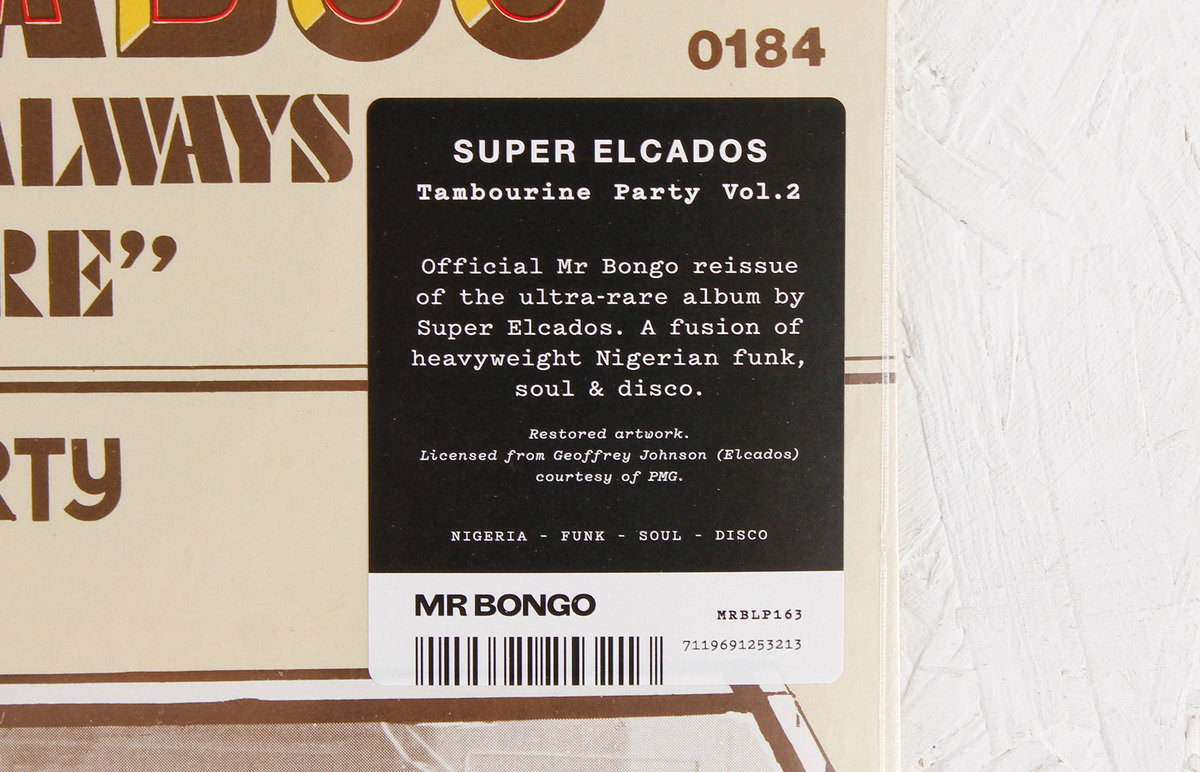 0184
ALWAYS
SUPER ELCADOS
Tambourine Party Vol.2
RE”
Official Mr Bongo reissue
of the ultra-rare album by
Super Elcados. A fusion of
heavyweight Nigerian funk,
soul & disco.
RTY
Restored artwork.
Licensed from Geoffrey Johnson (Elcados)
courtesy of PMG.
NIGERIA - FUNK - SOUL - DISCO
MR BONGO
MRBLP163
7119691253213